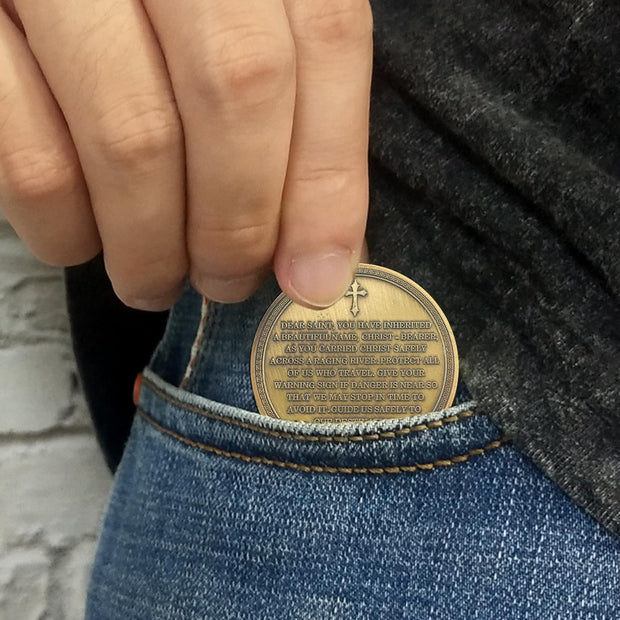 DEAR SAINT, YOU HAVE INHERITED
A BEAUTIFUL NAME, CHRIST - BEARER,
AS YOU CARRIED CHRIST SAFELY
ACROSS A RAGING RIVER. PROTECT ALL
OF US WHO TRAVEL. GIVE YOUR
WARNING SIGN IF DANGER IS NEAR SO
THAT WE MAY STOP IN TIME TO
AVOID IT. GUIDE US SAFELY TO
OUR